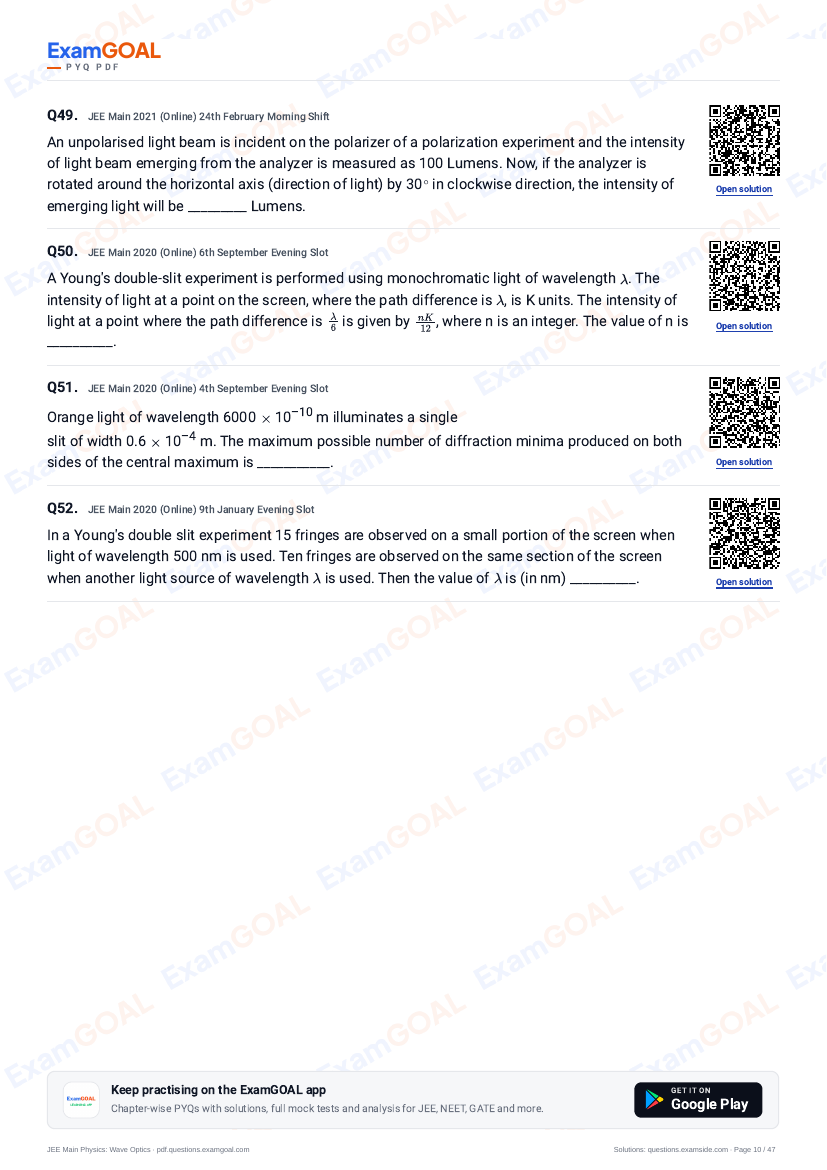 ExamGOAL
PYQ PDF
Q49. JEE Main 2021 (Online) 24th February Morning Shift
An unpolarised light beam is incident on the polarizer of a polarization experiment and the intensity
of light beam emerging from the analyzer is measured as 100 Lumens. Now, if the analyzer is
rotated around the horizontal axis (direction of light) by 30° in clockwise direction, the intensity of
emerging light will be _________ Lumens.
Open solution
Q50. JEE Main 2020 (Online) 6th September Evening Slot
A Young's double-slit experiment is performed using monochromatic light of wavelength λ. The
intensity of light at a point on the screen, where the path difference is λ, is K units. The intensity of
light at a point where the path difference is λ/6 is given by nK/12, where n is an integer. The value of n is
__________.
Open solution
Q51. JEE Main 2020 (Online) 4th September Evening Slot
Orange light of wavelength 6000 × 10⁻¹⁰ m illuminates a single
slit of width 0.6 × 10⁻⁴ m. The maximum possible number of diffraction minima produced on both
sides of the central maximum is ___________.
Open solution
Q52. JEE Main 2020 (Online) 9th January Evening Slot
In a Young's double slit experiment 15 fringes are observed on a small portion of the screen when
light of wavelength 500 nm is used. Ten fringes are observed on the same section of the screen
when another light source of wavelength λ is used. Then the value of λ is (in nm) __________.
Open solution
ExamGOAL
Keep practising on the ExamGOAL app
Chapter-wise PYQs with solutions, full mock tests and analysis for JEE, NEET, GATE and more.
GET IT ON
Google Play
JEE Main Physics: Wave Optics · pdf.questions.examgoal.com
Solutions: questions.examside.com · Page 10 / 47